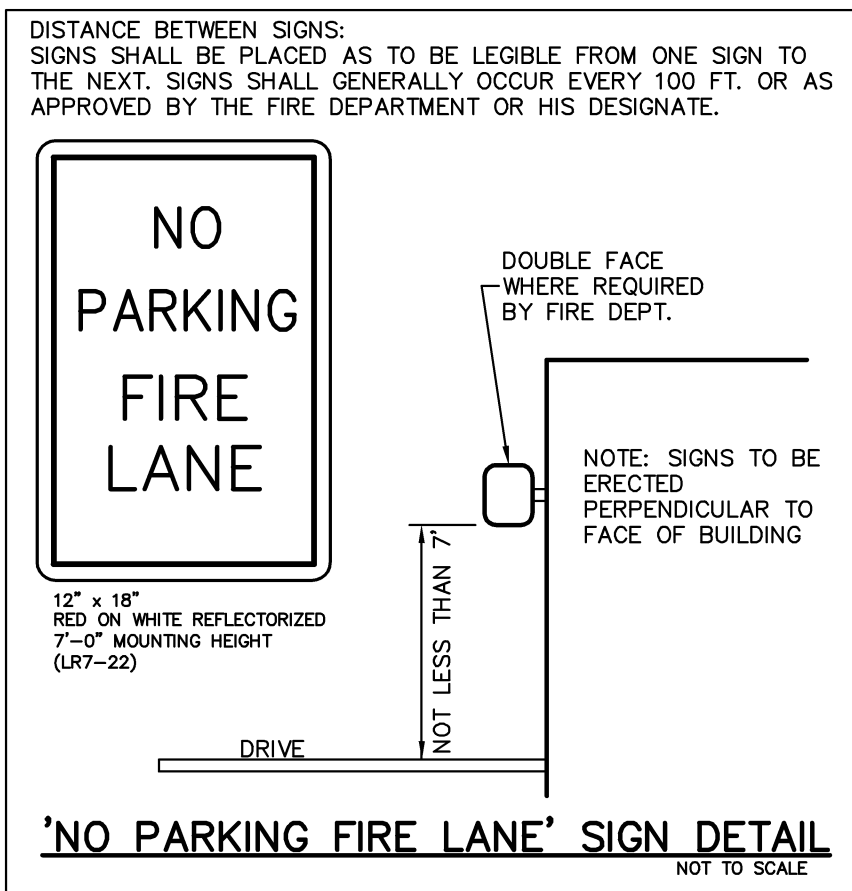 DISTANCE BETWEEN SIGNS:
SIGNS SHALL BE PLACED AS TO BE LEGIBLE FROM ONE SIGN TO
THE NEXT. SIGNS SHALL GENERALLY OCCUR EVERY 100 FT. OR AS
APPROVED BY THE FIRE DEPARTMENT OR HIS DESIGNATE.
NO
PARKING
FIRE
LANE
12" x 18"
RED ON WHITE REFLECTORIZED
7'-0" MOUNTING HEIGHT
(LR7-22)
DOUBLE FACE
WHERE REQUIRED
BY FIRE DEPT.
NOTE: SIGNS TO BE
ERECTED
PERPENDICULAR TO
FACE OF BUILDING
NOT LESS THAN 7'
DRIVE
'NO PARKING FIRE LANE' SIGN DETAIL
NOT TO SCALE